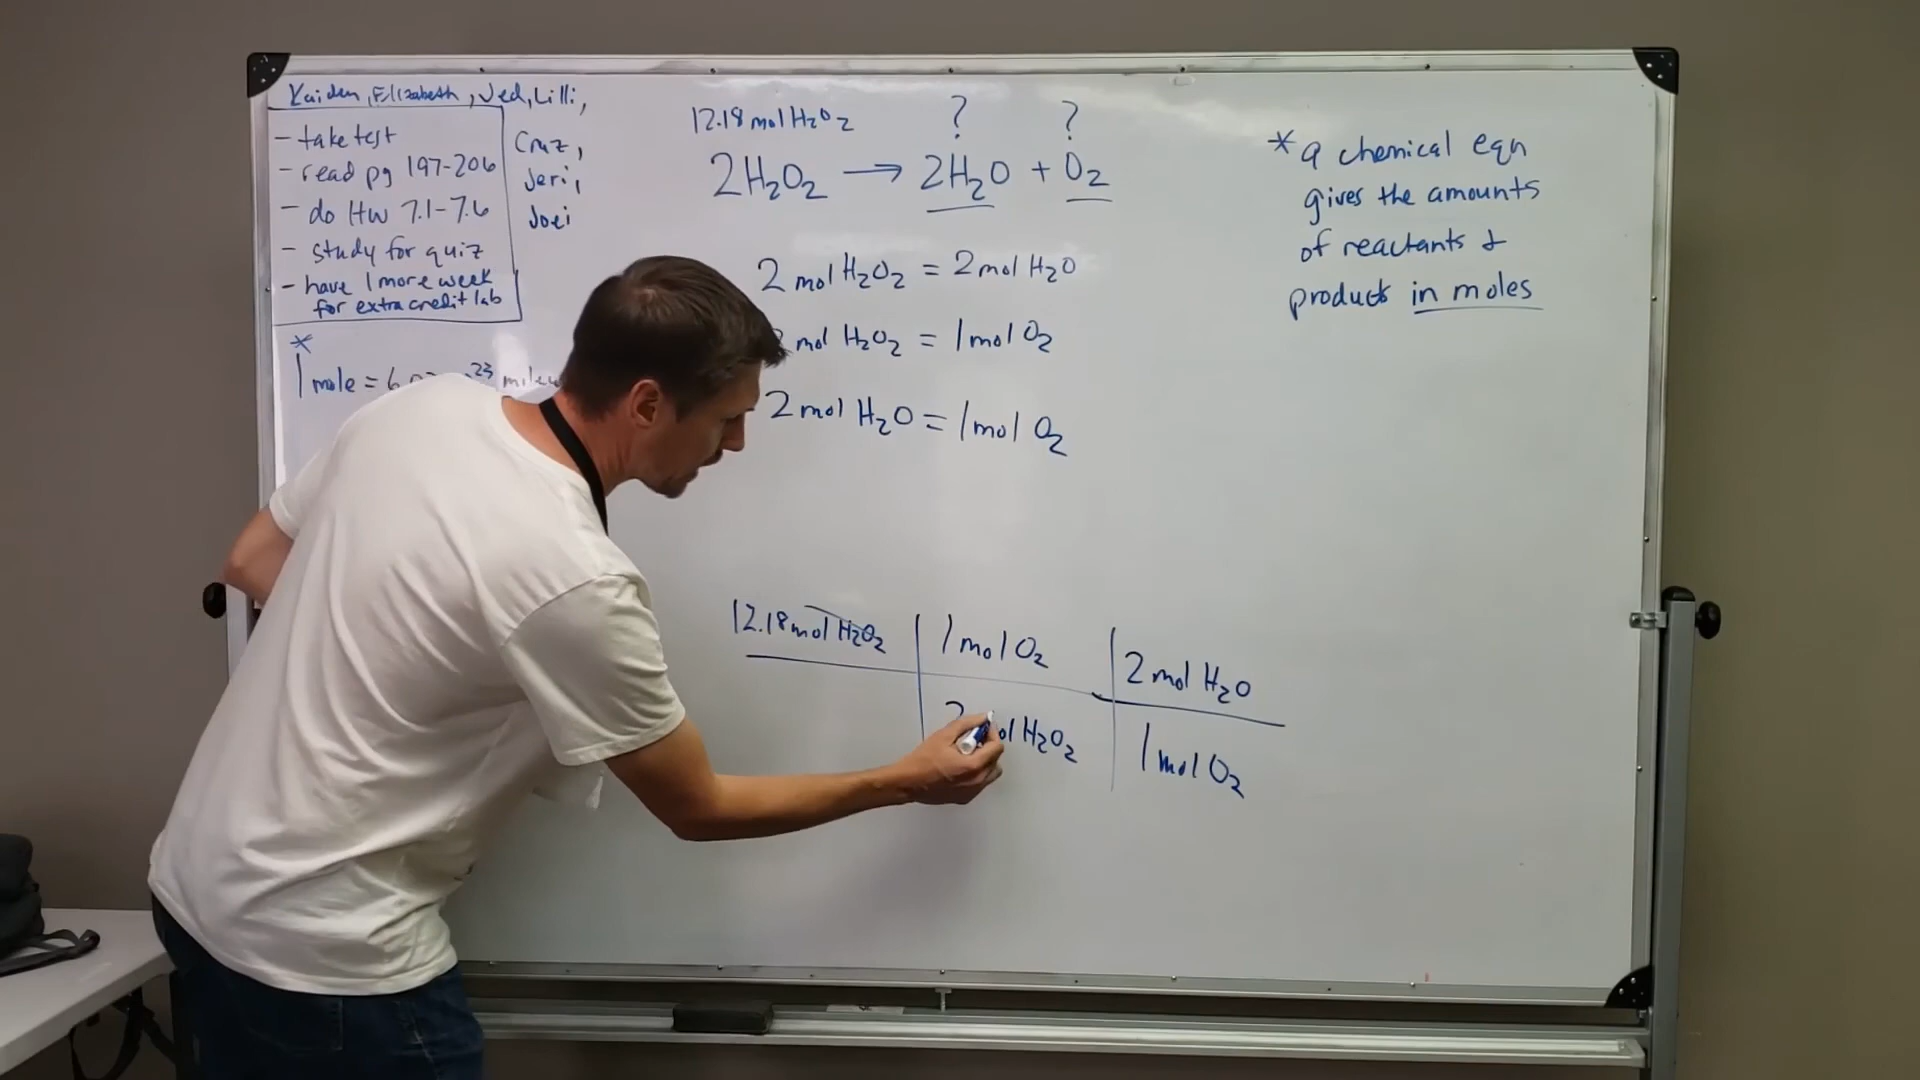 Kaiden, Elizabeth, Jed, Lilli,
Cruz,
Jeri,
Joei
- take test
- read pg 197-206
- do HW 7.1-7.6
- study for quiz
- have 1 more week
for extra credit lab
*
1 mole = 23
12.18 mol H₂O₂ ? ?
2H₂O₂ → 2H₂O + O₂
2 mol H₂O₂ = 2 mol H₂O
mol H₂O₂ = 1 mol O₂
2 mol H₂O = 1 mol O₂
* a chemical eqn
gives the amounts
of reactants &
products in moles
12.18 mol H₂O₂ | 1 mol O₂ | 2 mol H₂O
2 mol H₂O₂ | 1 mol O₂